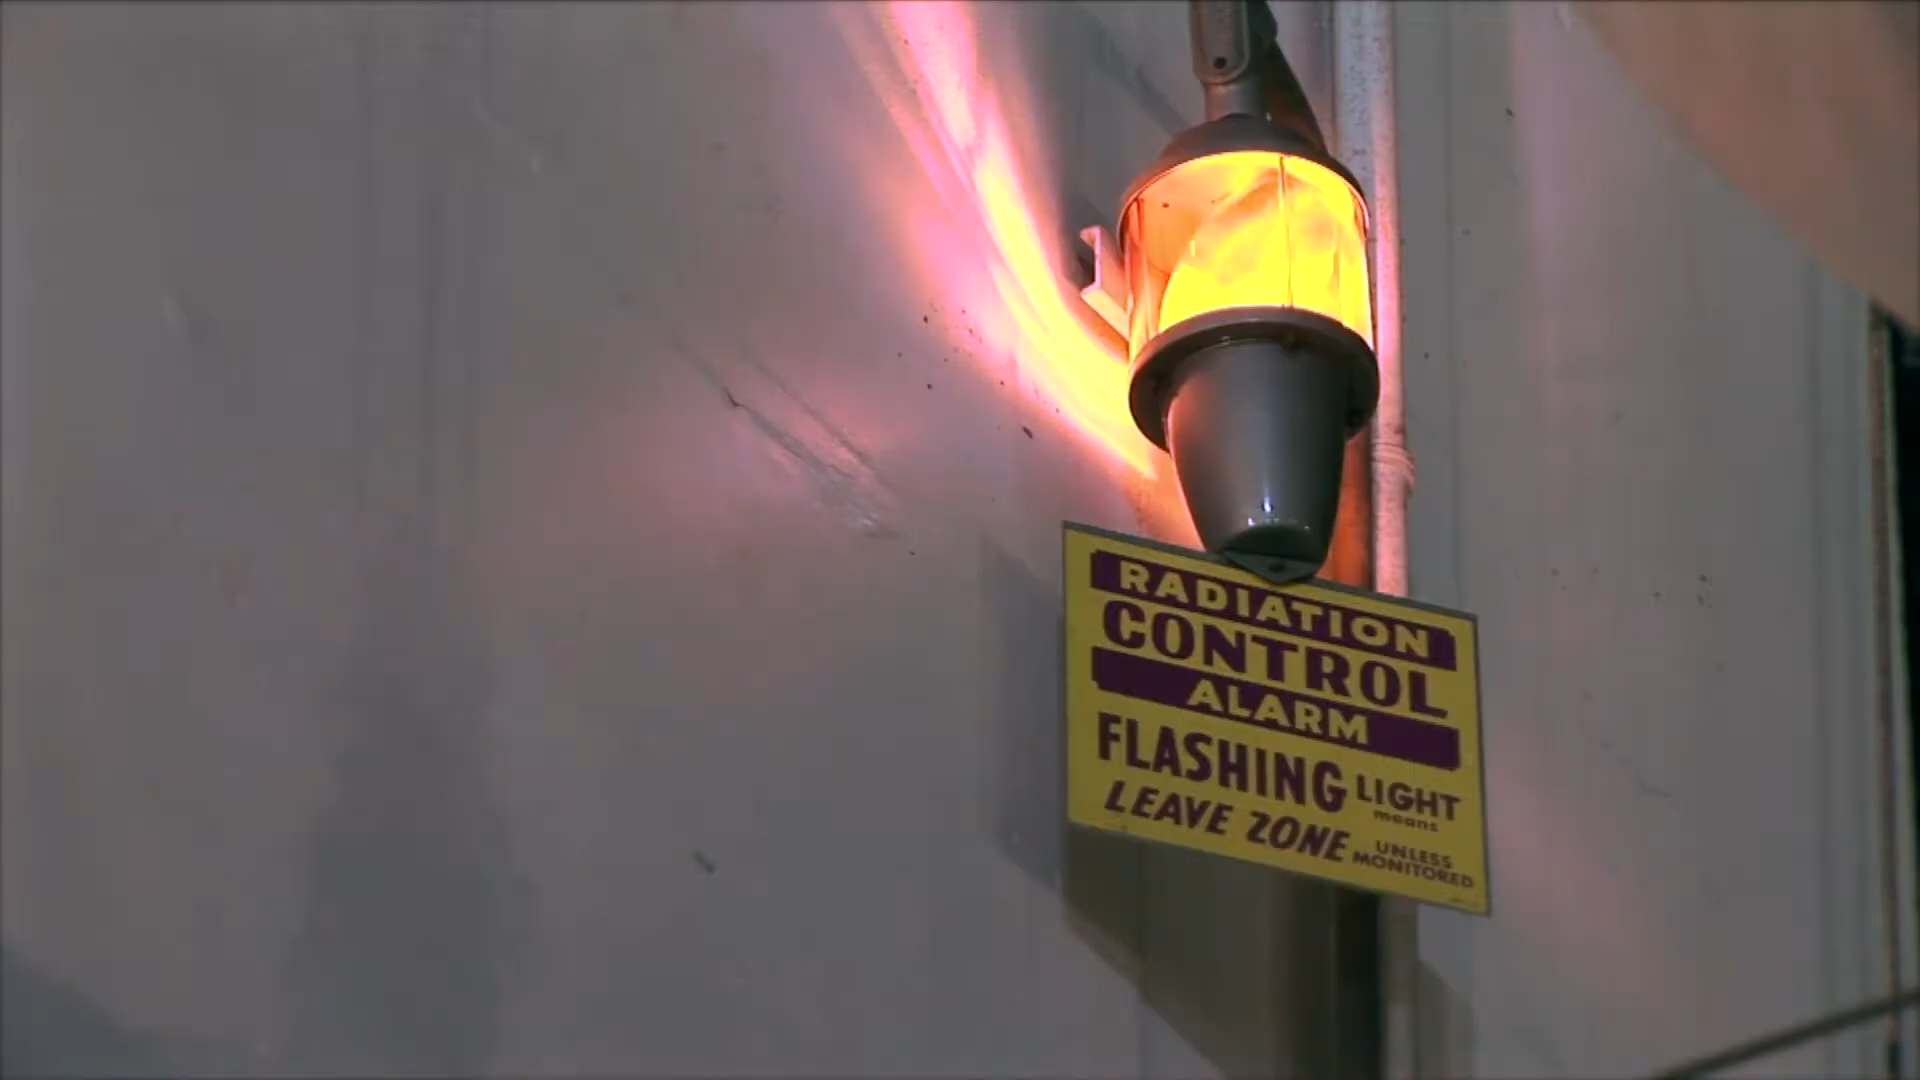 RADIATION
CONTROL
ALARM
FLASHING LIGHT
means
LEAVE ZONE UNLESS
MONITORED